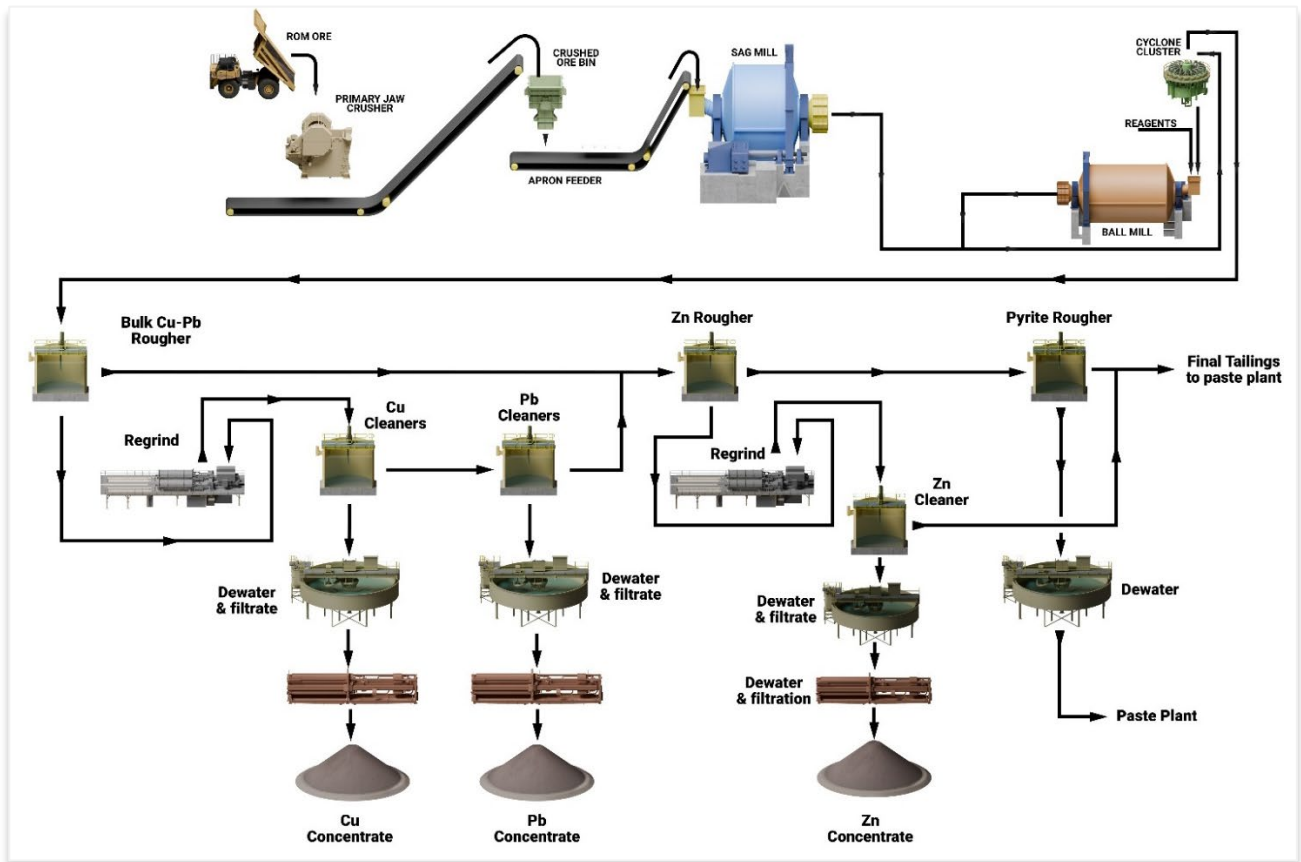 ROM ORE
PRIMARY JAW
CRUSHER
CRUSHED
ORE BIN
APRON FEEDER
SAG MILL
CYCLONE
CLUSTER
REAGENTS
BALL MILL
Bulk Cu-Pb
Rougher
Zn Rougher
Pyrite Rougher
Final Tailings
to paste plant
Regrind
Cu
Cleaners
Pb
Cleaners
Regrind
Zn
Cleaner
Dewater
& filtrate
Dewater
& filtrate
Dewater
& filtrate
Dewater
Dewater
& filtration
Paste Plant
Cu
Concentrate
Pb
Concentrate
Zn
Concentrate